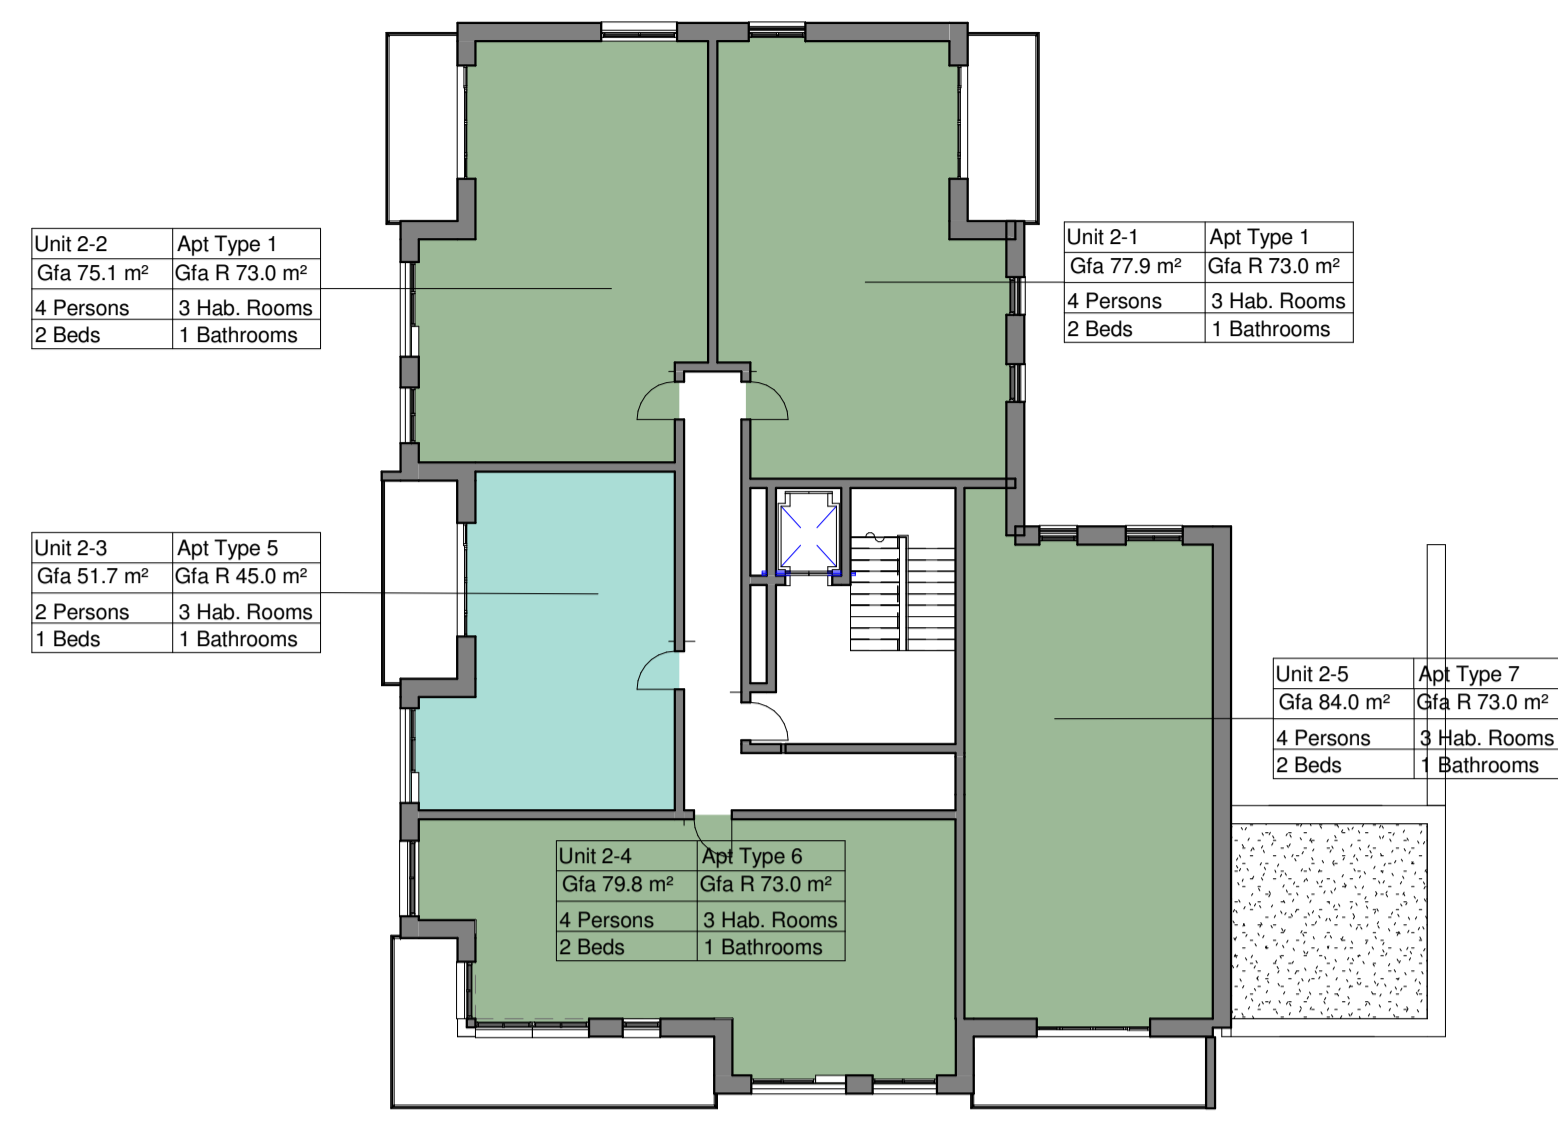 Unit 2-2 Apt Type 1
Gfa 75.1 m² Gfa R 73.0 m²
4 Persons 3 Hab. Rooms
2 Beds 1 Bathrooms
Unit 2-1 Apt Type 1
Gfa 77.9 m² Gfa R 73.0 m²
4 Persons 3 Hab. Rooms
2 Beds 1 Bathrooms
Unit 2-3 Apt Type 5
Gfa 51.7 m² Gfa R 45.0 m²
2 Persons 3 Hab. Rooms
1 Beds 1 Bathrooms
Unit 2-5 Apt Type 7
Gfa 84.0 m² Gfa R 73.0 m²
4 Persons 3 Hab. Rooms
2 Beds 1 Bathrooms
Unit 2-4 Apt Type 6
Gfa 79.8 m² Gfa R 73.0 m²
4 Persons 3 Hab. Rooms
2 Beds 1 Bathrooms